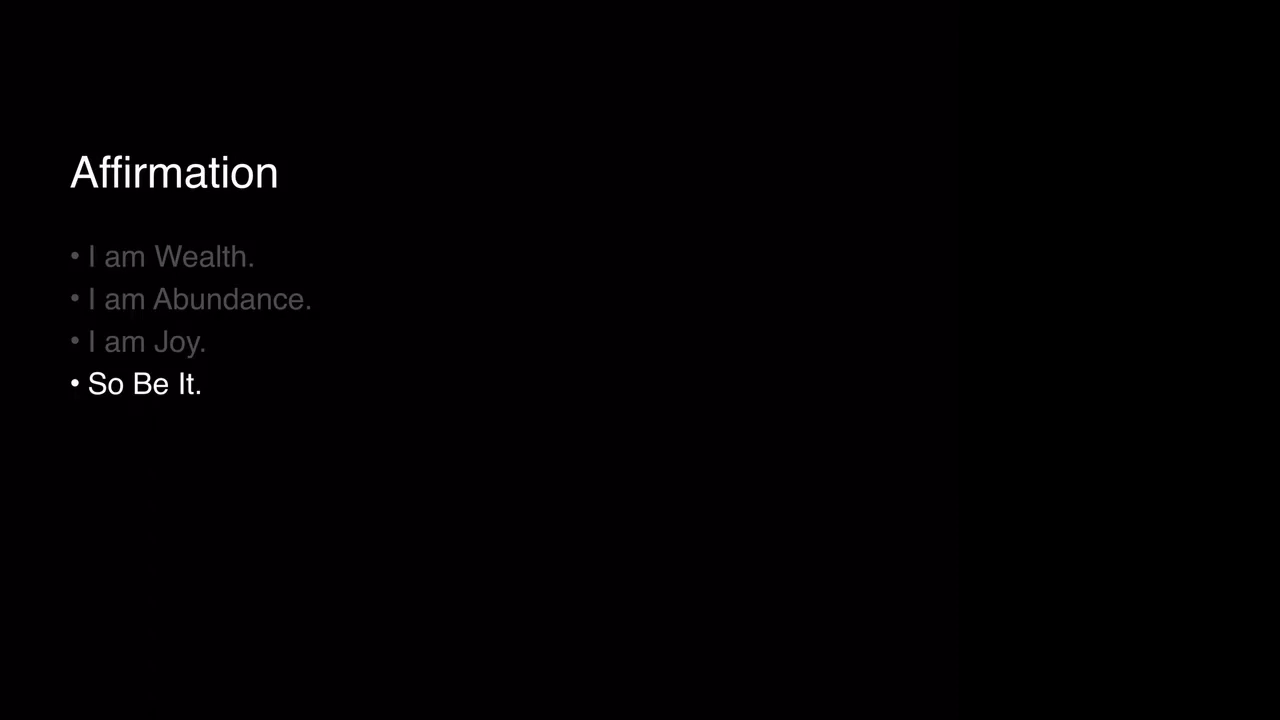 Affirmation
• I am Wealth.
• I am Abundance.
• I am Joy.
• So Be It.